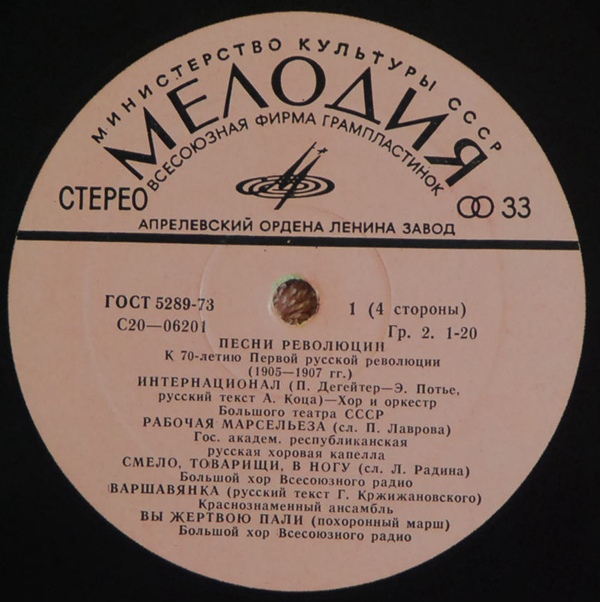 МИНИСТЕРСТВО КУЛЬТУРЫ СССР
МЕЛОДИЯ
ВСЕСОЮЗНАЯ ФИРМА ГРАМПЛАСТИНОК
СТЕРЕО
33
АПРЕЛЕВСКИЙ ОРДЕНА ЛЕНИНА ЗАВОД
ГОСТ 5289-73
1 (4 стороны)
С20—06201
Гр. 2. 1-20
ПЕСНИ РЕВОЛЮЦИИ
К 70-летию Первой русской революции
(1905—1907 гг.)
ИНТЕРНАЦИОНАЛ (П. Дегейтер—Э. Потье,
русский текст А. Коца)—Хор и оркестр
Большого театра СССР
РАБОЧАЯ МАРСЕЛЬЕЗА (сл. П. Лаврова)
Гос. академ. республиканская
русская хоровая капелла
СМЕЛО, ТОВАРИЩИ, В НОГУ (сл. Л. Радина)
Большой хор Всесоюзного радио
ВАРШАВЯНКА (русский текст Г. Кржижановского)
Краснознаменный ансамбль
ВЫ ЖЕРТВОЮ ПАЛИ (похоронный марш)
Большой хор Всесоюзного радио